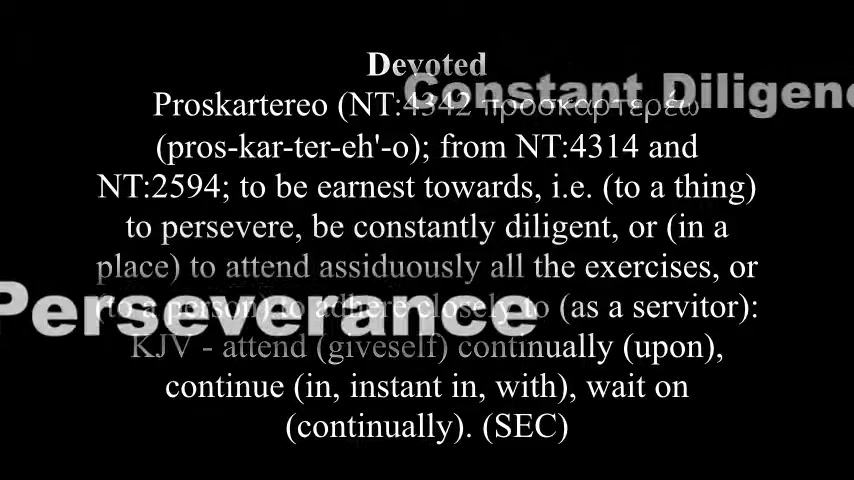 Devoted
Constant Diligenc
Proskartereo (NT:4342 προσκαρτερέω
(pros-kar-ter-eh'-o); from NT:4314 and
NT:2594; to be earnest towards, i.e. (to a thing)
to persevere, be constantly diligent, or (in a
place) to attend assiduously all the exercises, or
Perseverance
(to a person) to adhere closely to (as a servitor):
KJV - attend (giveself) continually (upon),
continue (in, instant in, with), wait on
(continually). (SEC)